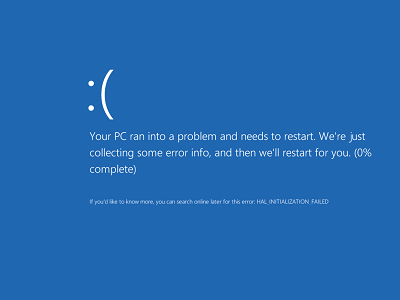 :(
Your PC ran into a problem and needs to restart. We're just
collecting some error info, and then we'll restart for you. (0%
complete)
If you'd like to know more, you can search online later for this error: HAL_INITIALIZATION_FAILED